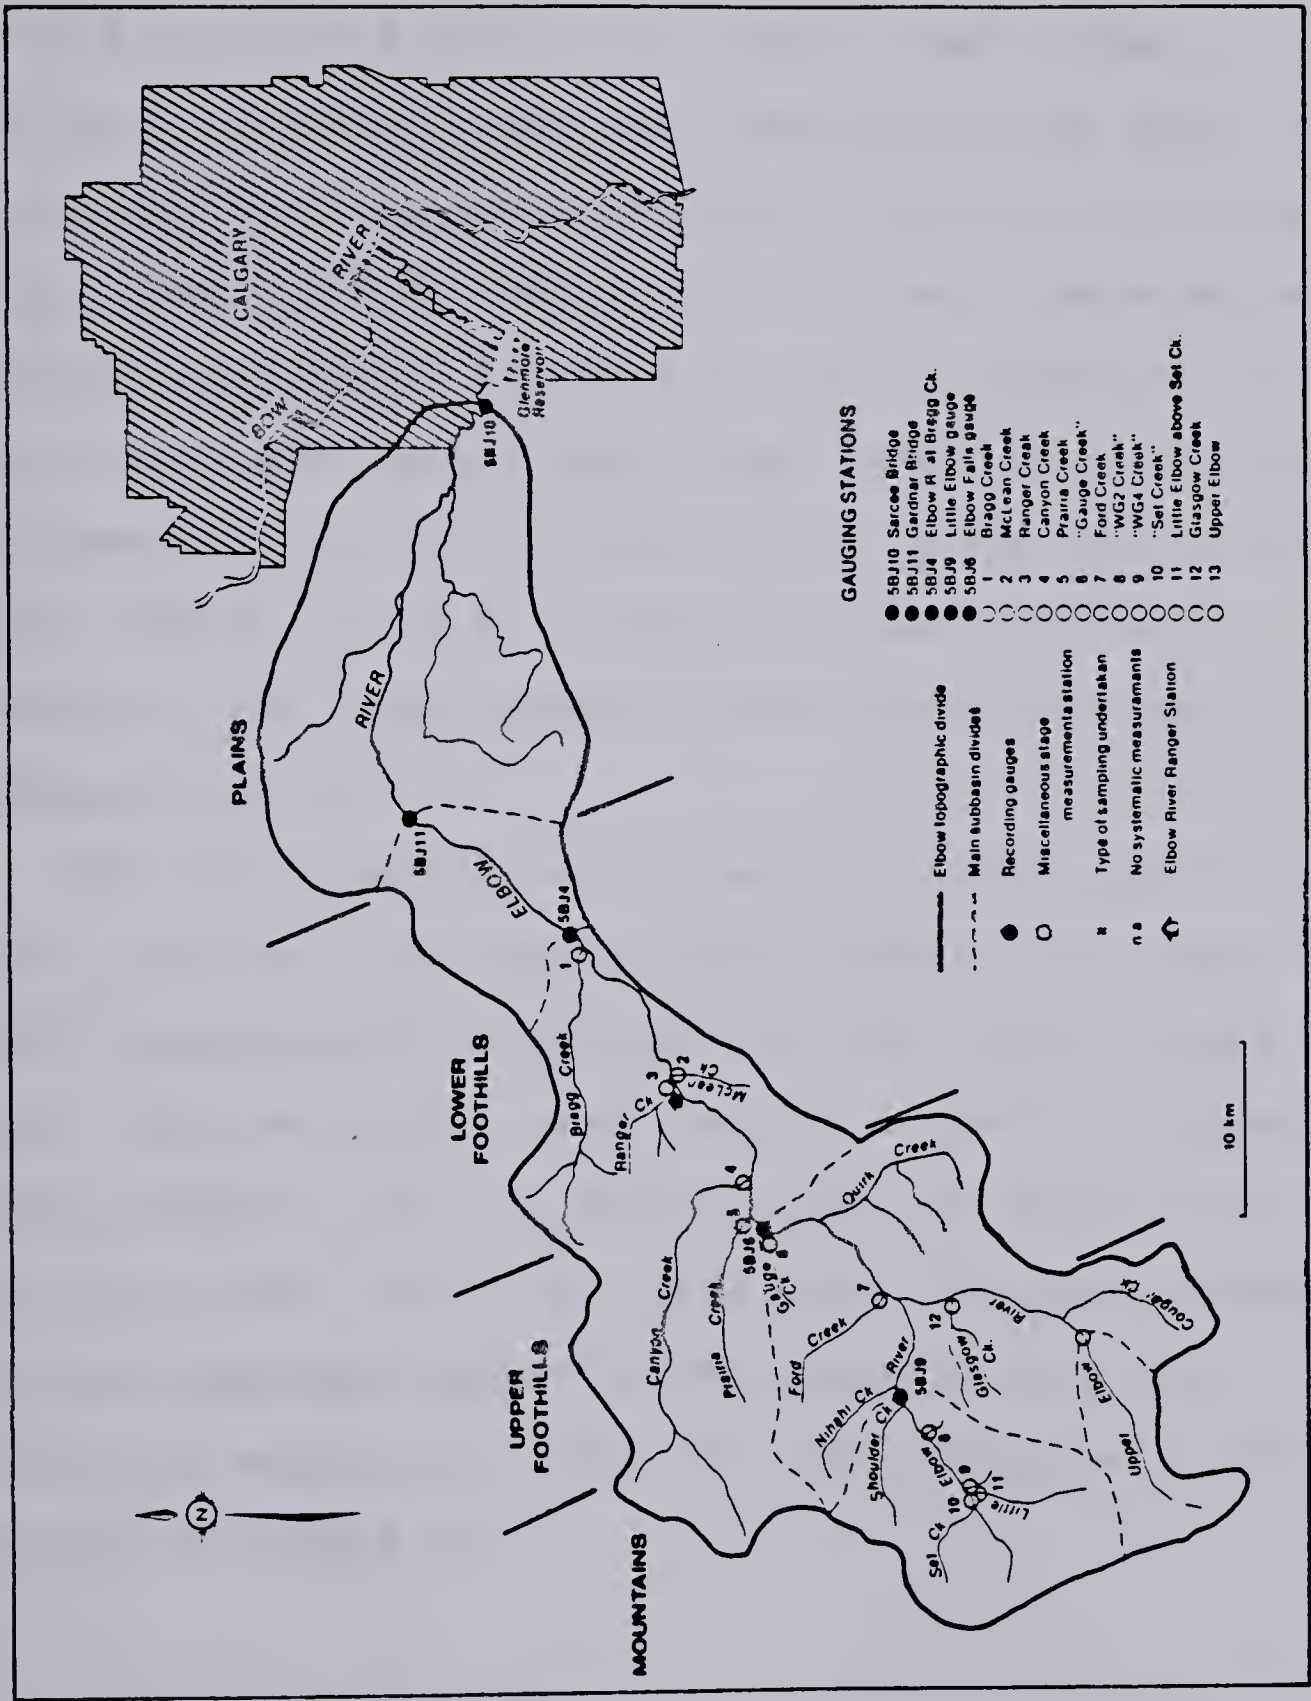 PLAINS
LOWER
FOOTHILLS
UPPER
FOOTHILLS
MOUNTAINS
N
CALGARY
BOW
RIVER
Glenmore
Reservoir
5BJ10
RIVER
5BJ11
ELBOW
5BJ4
1
Bragg Creek
Ranger Ck
3
2
McLean
Ck
4
Canyon Creek
5
Prairie Creek
5BJ6
6
Gauge
Ck
Quirk Creek
7
Ford Creek
River
12
Glasgow
Ck.
River
Cougar Ck
Elbow
Upper
Nihahi Ck
5BJ9
Shoulder Ck
8
Elbow
9
10
11
Little
Set Ck
10 km
Elbow topographic divide
Main subbasin divides
Recording gauges
Miscellaneous stage
measurements station
Type of sampling undertaken
n a No systematic measurements
Elbow River Ranger Station
GAUGING STATIONS
5BJ10 Sarcee Bridge
5BJ11 Gardner Bridge
5BJ4 Elbow R at Bragg Ck.
5BJ9 Little Elbow gauge
5BJ6 Elbow Falls gauge
1 Bragg Creek
2 McLean Creek
3 Ranger Creek
4 Canyon Creek
5 Prairie Creek
6 "Gauge Creek"
7 Ford Creek
8 "WG2 Creek"
9 "WG4 Creek"
10 "Set Creek"
11 Little Elbow above Set Ck.
12 Glasgow Creek
13 Upper Elbow